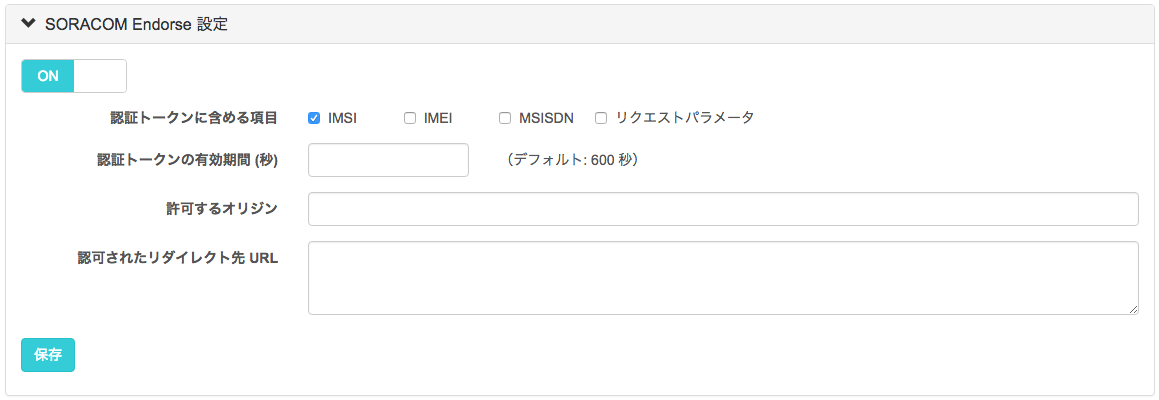 SORACOM Endorse 設定
ON
認証トークンに含める項目 IMSI IMEI MSISDN リクエストパラメータ
認証トークンの有効期間 (秒) （デフォルト: 600 秒）
許可するオリジン
認可されたリダイレクト先 URL
保存